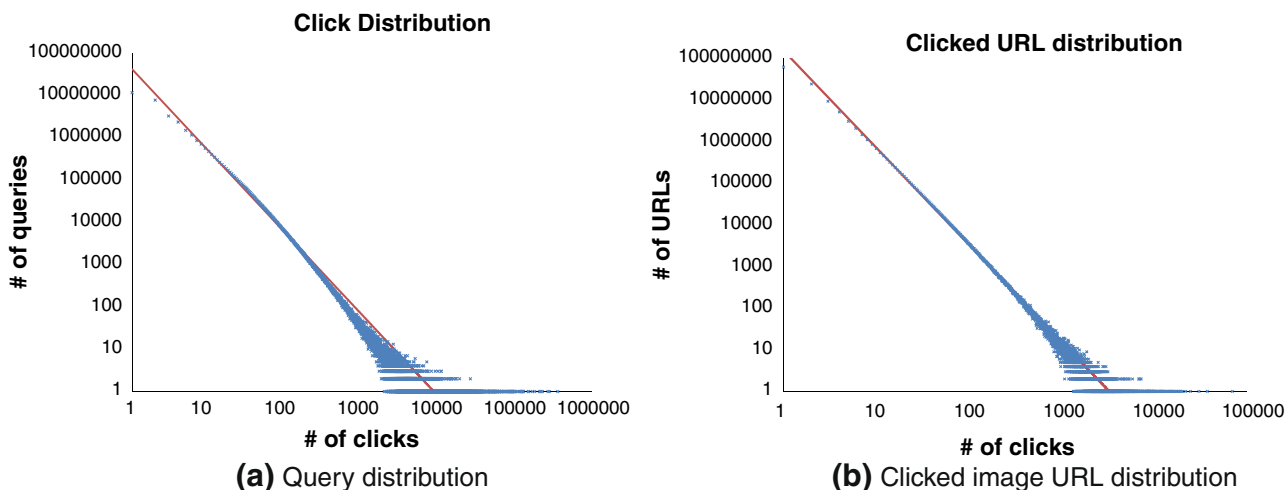 Click Distribution
100000000
10000000
1000000
100000
10000
1000
100
10
1
# of queries
1 10 100 1000 10000 100000 1000000
# of clicks
(a) Query distribution
Clicked URL distribution
100000000
10000000
1000000
100000
10000
1000
100
10
1
# of URLs
1 10 100 1000 10000 100000
# of clicks
(b) Clicked image URL distribution